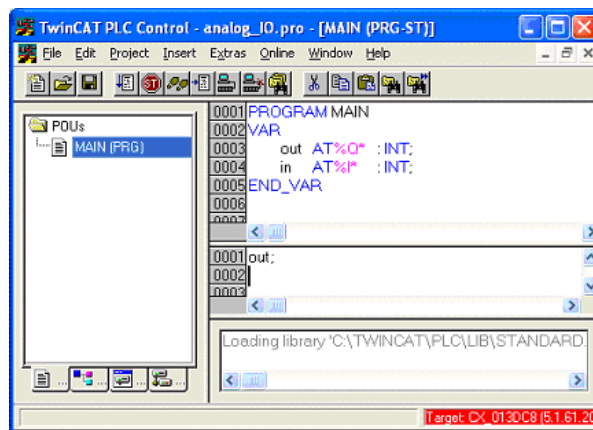 TwinCAT PLC Control - analog_IO.pro - [MAIN (PRG-ST)]
File Edit Project Insert Extras Online Window Help
POUs
MAIN (PRG)
0001 PROGRAM MAIN
0002 VAR
0003 out AT%Q* : INT;
0004 in AT%I* : INT;
0005 END_VAR
0006
0007
0001 out;
0002
0003
Loading library 'C:\TWINCAT\PLC\LIB\STANDARD.
... ... ... ...
Target: CX_013DC8 (5.1.61.20